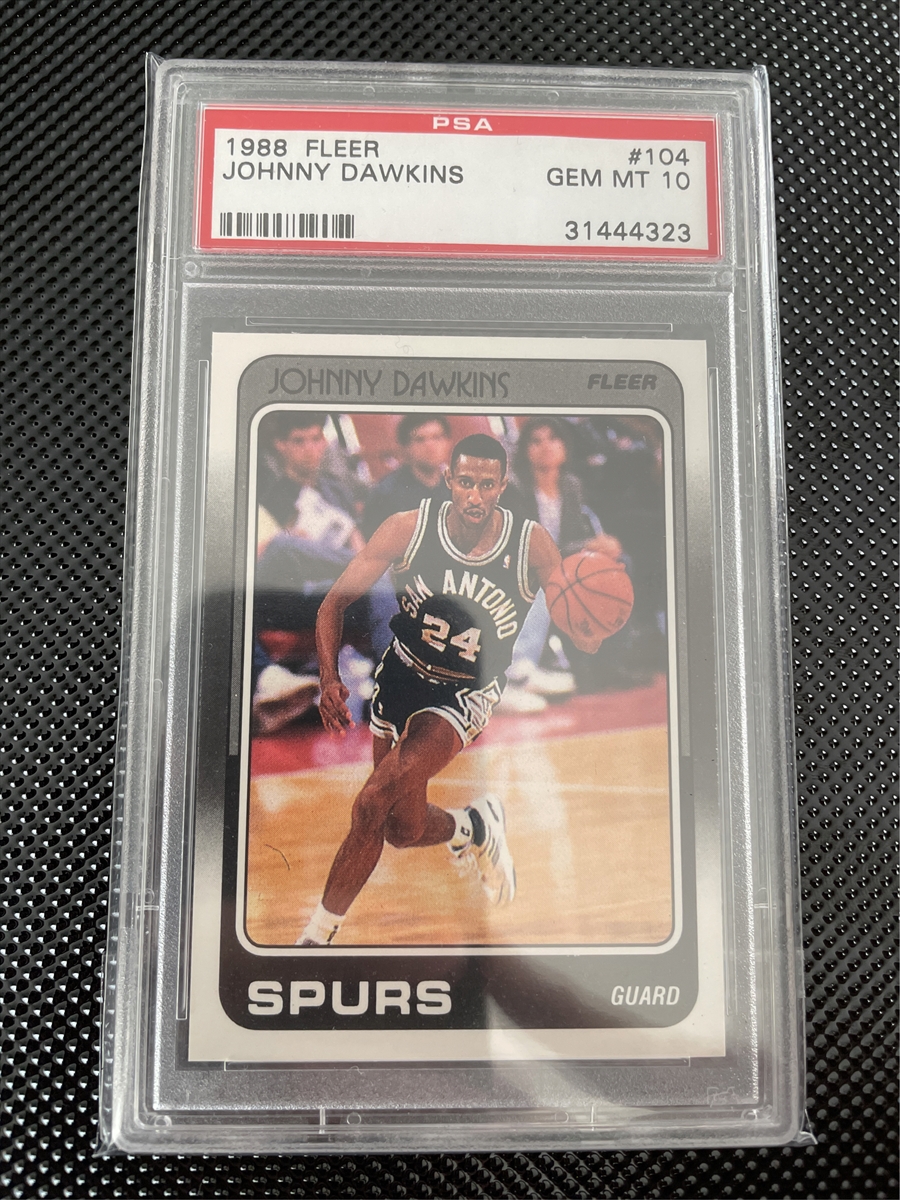 PSA
1988 FLEER #104
JOHNNY DAWKINS GEM MT 10
31444323
JOHNNY DAWKINS FLEER
SAN ANTONIO
24
SPURS GUARD